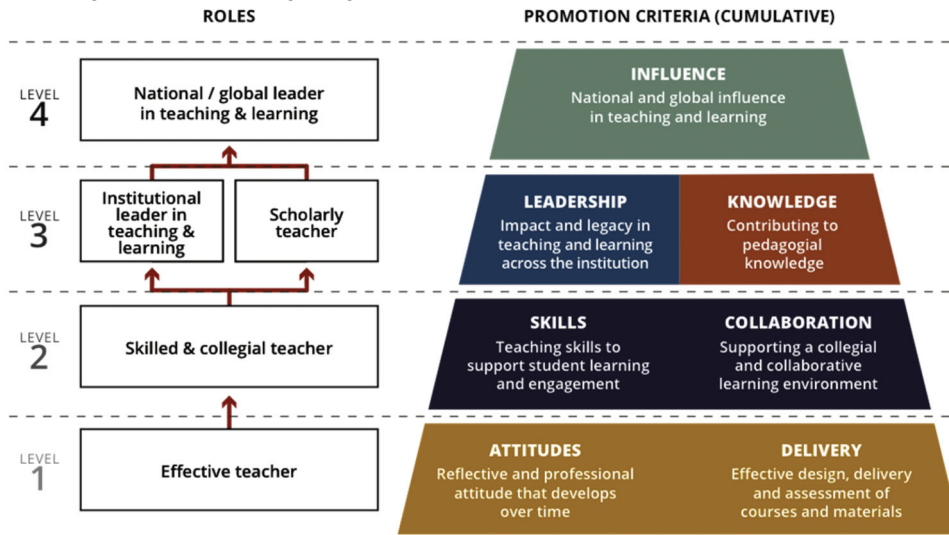 ROLES
PROMOTION CRITERIA (CUMULATIVE)
LEVEL
4
National / global leader
in teaching & learning
INFLUENCE
National and global influence
in teaching and learning
LEVEL
3
Institutional
leader in
teaching &
learning
Scholarly
teacher
LEADERSHIP
Impact and legacy in
teaching and learning
across the institution
KNOWLEDGE
Contributing to
pedagogial
knowledge
LEVEL
2
Skilled & collegial teacher
SKILLS
Teaching skills to
support student learning
and engagement
COLLABORATION
Supporting a collegial
and collaborative
learning environment
LEVEL
1
Effective teacher
ATTITUDES
Reflective and professional
attitude that develops
over time
DELIVERY
Effective design, delivery
and assessment of
courses and materials